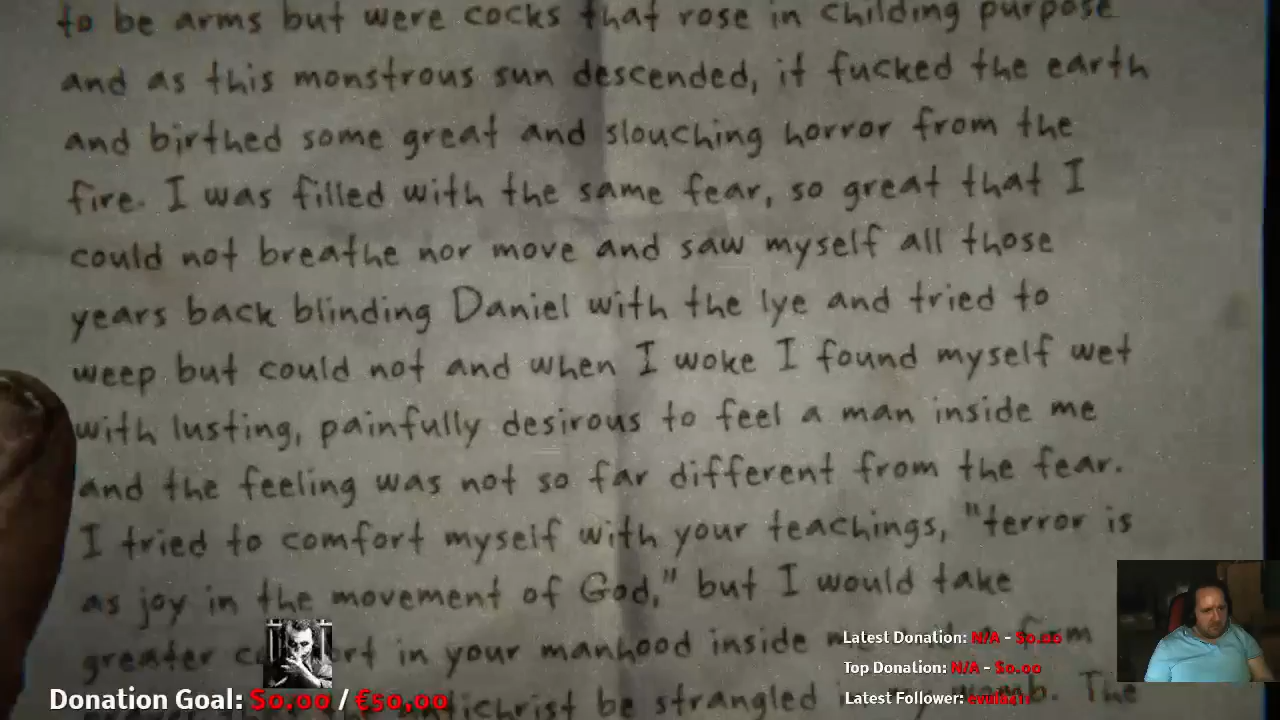 to be arms but were cocks that rose in childing purpose
and as this monstrous sun descended, it fucked the earth
and birthed some great and slouching horror from the
fire. I was filled with the same fear, so great that I
could not breathe nor move and saw myself all those
years back blinding Daniel with the lye and tried to
weep but could not and when I woke I found myself wet
with lusting, painfully desirous to feel a man inside me
and the feeling was not so far different from the fear.
I tried to comfort myself with your teachings, "terror is
as joy in the movement of God," but I would take
greater in your manhood inside
be strangled The
Latest Donation: N/A - $0.00
Top Donation: N/A - $0.00
Latest Follower:
Donation Goal: $0.00 / €50,00